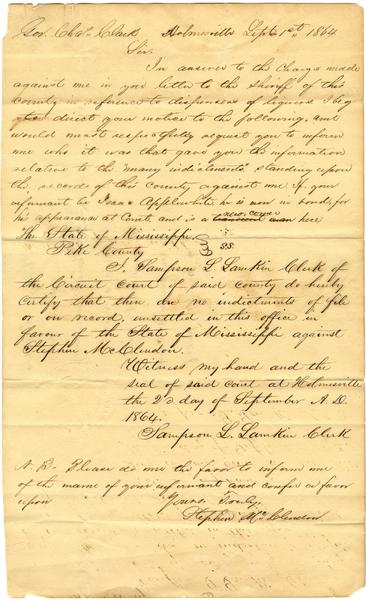 Gov. Chas. Clark Holmesville Sept 1st, 1864
Sir.
In answer to the charge made
against me in your letter to the Sheriff of this
County in reference to dispensers of liquors I beg
to direct your notice to the following. and
would most respectfully request you to inform
me who it was that gave you the information
relative to the "many indictments" standing upon
the records of this county against me if your
informant be Applewhite he is now in bonds for
his appearance at Court and is a here
The State of Mississippi,
Pike County SS
I, Sampson L. Lamkin Clerk of
the Circuit Court of said county do hereby
Certify that there are no indictments of file
or on record, unsettled in this office in
favour of the State of Mississippi against
Stephen McClendon.
Witness my hand and the
seal of said Court at Holmesville
the 2d day of September A. D.
1864.
Sampson L. Lamkin Clerk
N. B. Please do me the favor to inform me
of the name of your informant and confer a favor
upon Yours Truly,
Stephen McClendon